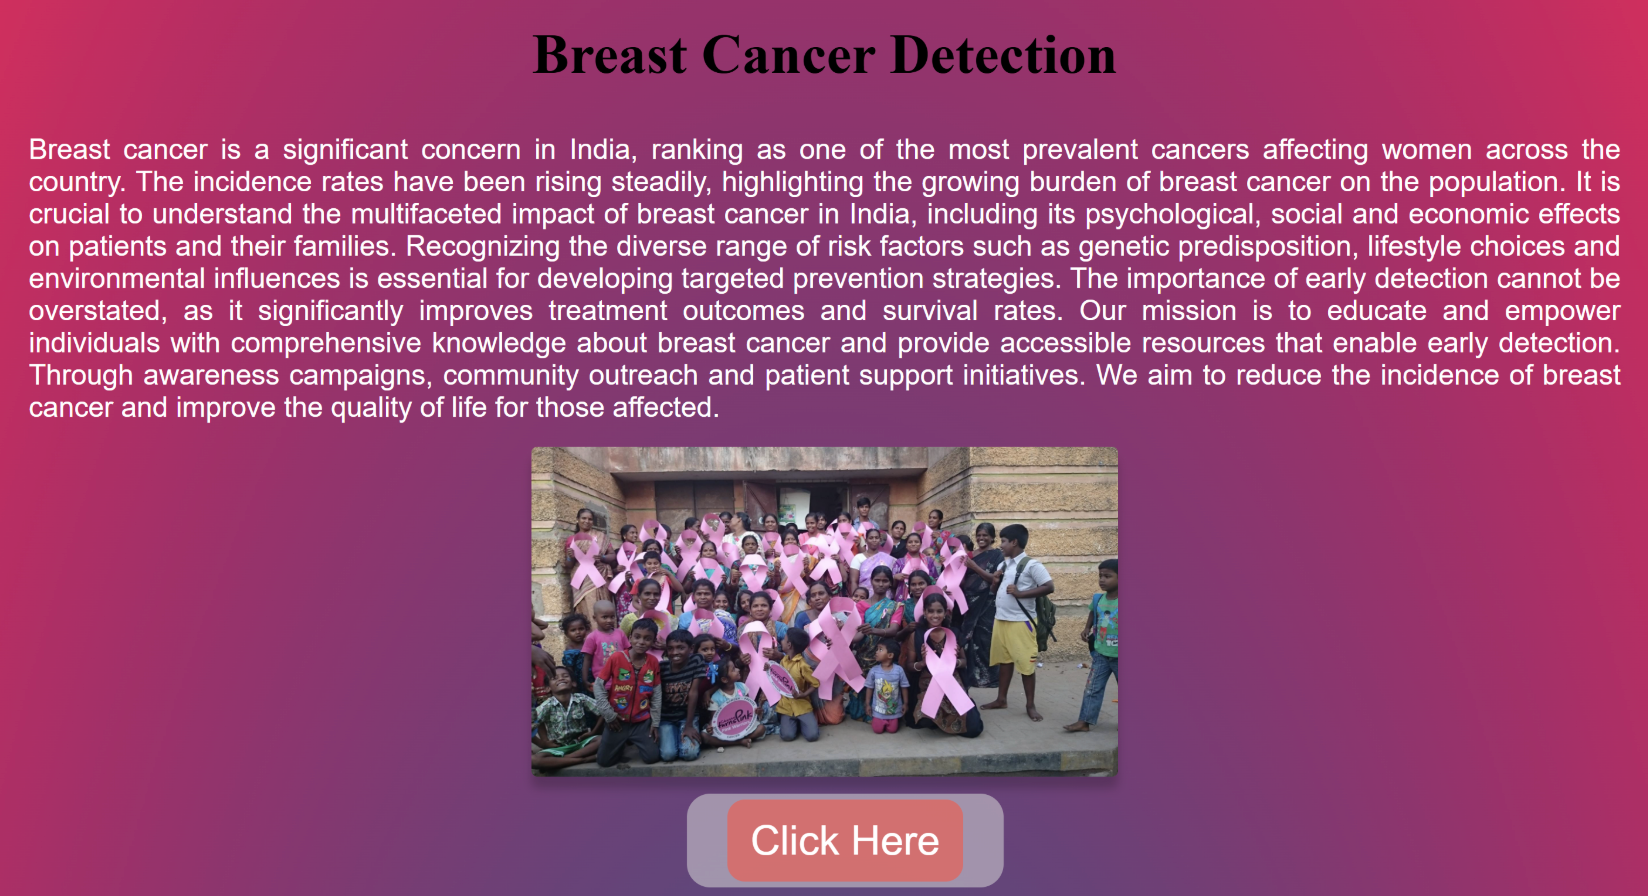 Breast Cancer Detection
Breast cancer is a significant concern in India, ranking as one of the most prevalent cancers affecting women across the
country. The incidence rates have been rising steadily, highlighting the growing burden of breast cancer on the population. It is
crucial to understand the multifaceted impact of breast cancer in India, including its psychological, social and economic effects
on patients and their families. Recognizing the diverse range of risk factors such as genetic predisposition, lifestyle choices and
environmental influences is essential for developing targeted prevention strategies. The importance of early detection cannot be
overstated, as it significantly improves treatment outcomes and survival rates. Our mission is to educate and empower
individuals with comprehensive knowledge about breast cancer and provide accessible resources that enable early detection.
Through awareness campaigns, community outreach and patient support initiatives. We aim to reduce the incidence of breast
cancer and improve the quality of life for those affected.
Click Here